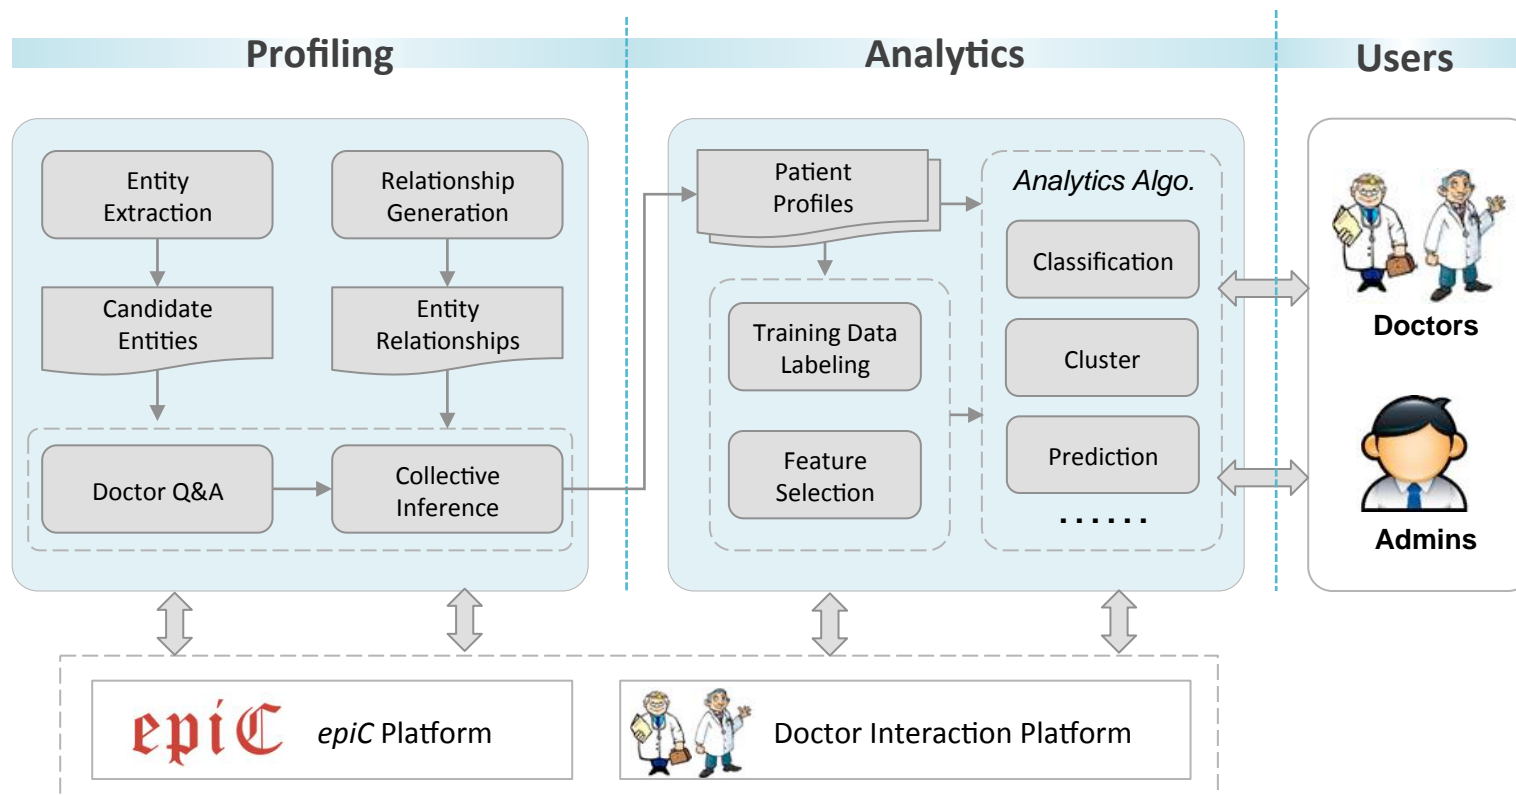 Profiling
Analytics
Users
Entity
Extraction
Relationship
Generation
Candidate
Entities
Entity
Relationships
Doctor Q&A
Collective
Inference
Patient
Profiles
Training Data
Labeling
Feature
Selection
Analytics Algo.
Classification
Cluster
Prediction
......
Doctors
Admins
epiC epiC Platform
Doctor Interaction Platform